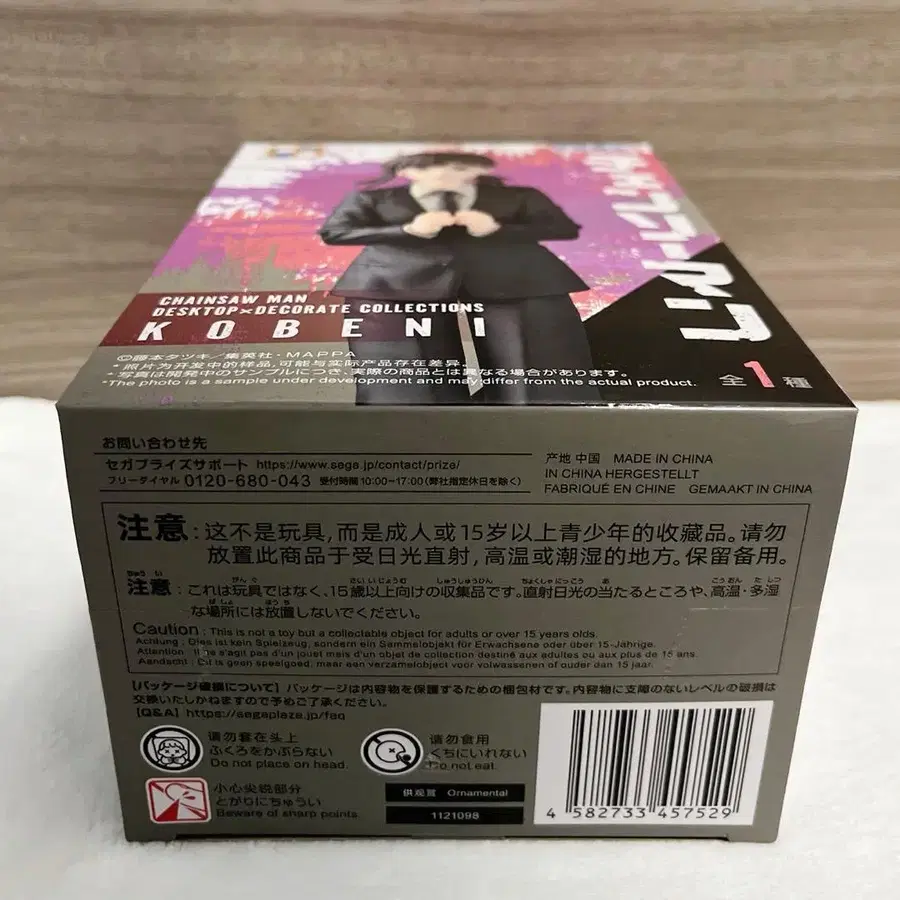 チェンソーマン
CHAINSAW MAN
DESKTOP×DECORATE COLLECTIONS
KOBENI
©藤本タツキ/集英社・MAPPA
・照片为开发中的样品,可能与实际产品存在差异。
・写真は開発中のサンプルにつき、実際の商品とは異なる場合があります。
*The photo is a sample under development and may differ from the actual product.
全1種
お問い合わせ先
セガプライズサポート https://www.sega.jp/contact/prize/
フリーダイヤル 0120-680-043 受付時間 10:00~17:00(弊社指定休日を除く)
产地 中国 MADE IN CHINA
IN CHINA HERGESTELLT
FABRIQUÉ EN CHINE GEMAAKT IN CHINA
注意:这不是玩具,而是成人或15岁以上青少年的收藏品。请勿
放置此商品于受日光直射,高温或潮湿的地方。保留备用。
注意:これは玩具ではなく、15歳以上向けの収集品です。直射日光の当たるところや、高温・多湿
な場所には放置しないでください。
Caution : This is not a toy but a collectable object for adults or over 15 years olds.
Achtung : Dies ist kein Spielzeug, sondern ein Sammelobjekt für Erwachsene oder über 15-Jährige.
Attention : Il ne s'agit pas d'un jouet mais d'un objet de collection destiné aux adultes ou aux plus de 15 ans.
Aandacht : Dit is geen speelgoed, maar een verzamelobject voor volwassenen of ouder dan 15 jaar.
【パッケージ破損について】パッケージは内容物を保護するための梱包材です。内容物に支障のないレベルの破損は
交換いたしかねますので予めご了承ください。
【Q&A】https://segaplaza.jp/faq
请勿套在头上
ふくろをかぶらない
Do not place on head.
请勿食用
くちにいれない
Do not eat.
小心尖锐部分
とがりにちゅうい
Beware of sharp points.
供观赏 Ornamental
1121098
4 582733 457529